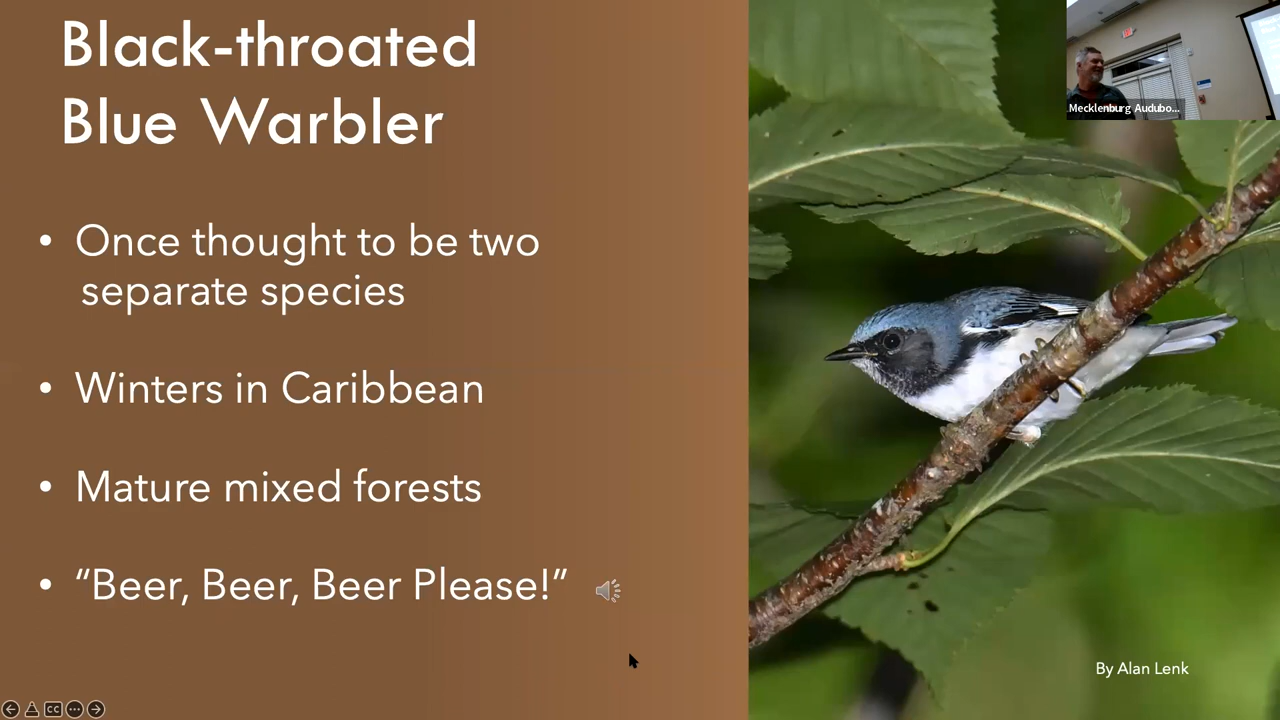 Black-throated
Blue Warbler
• Once thought to be two
separate species
• Winters in Caribbean
• Mature mixed forests
• “Beer, Beer, Beer Please!”
By Alan Lenk
Mecklenburg Audubo...
CC